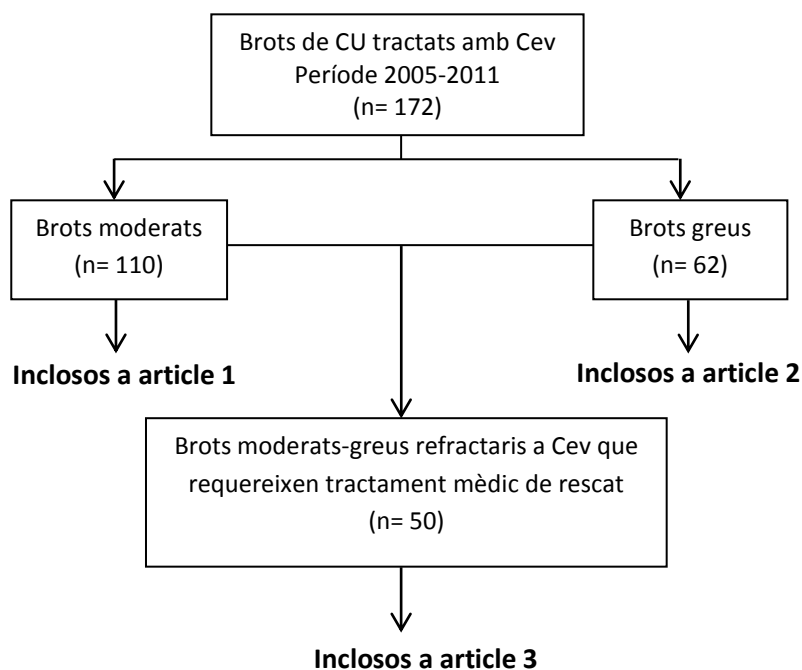 Brots de CU tractats amb Cev
Període 2005-2011
(n= 172)
Brots moderats
(n= 110)
Brots greus
(n= 62)
Inclosos a article 1
Inclosos a article 2
Brots moderats-greus refractaris a Cev que
requereixen tractament mèdic de rescat
(n= 50)
Inclosos a article 3